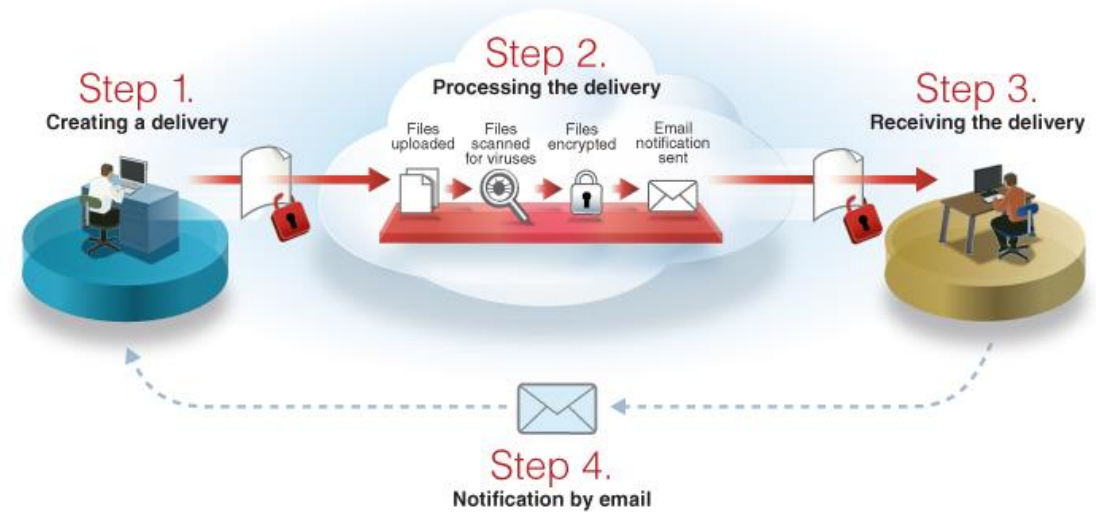 Step 1.
Creating a delivery
Step 2.
Processing the delivery
Files
uploaded
Files
scanned
for viruses
Files
encrypted
Email
notification
sent
Step 3.
Receiving the delivery
Step 4.
Notification by email